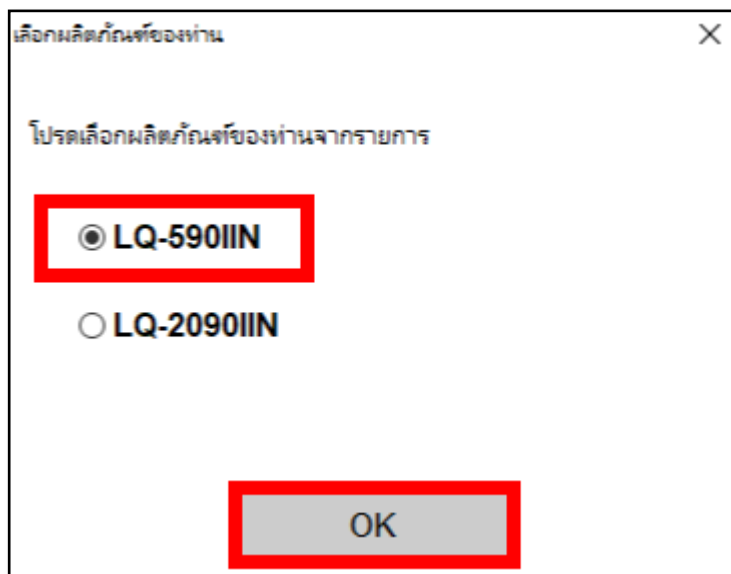 เลือกผลิตภัณฑ์ของท่าน
โปรดเลือกผลิตภัณฑ์ของท่านจากรายการ
LQ-590IIN
LQ-2090IIN
OK